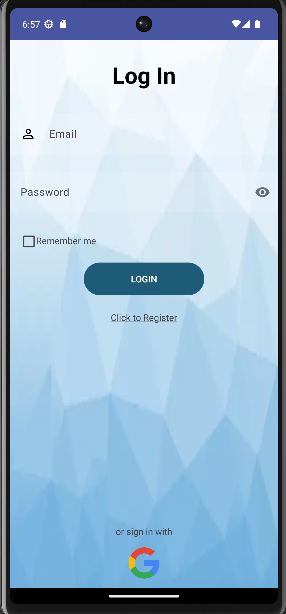 6:57
Log In
Email
Password
Remember me
LOGIN
Click to Register
or sign in with